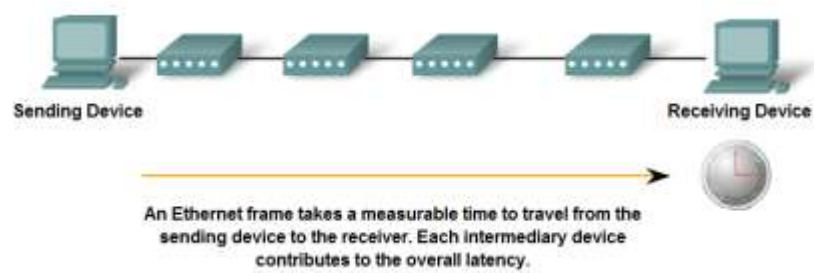 Sending Device
Receiving Device
An Ethernet frame takes a measurable time to travel from the
sending device to the receiver. Each intermediary device
contributes to the overall latency.